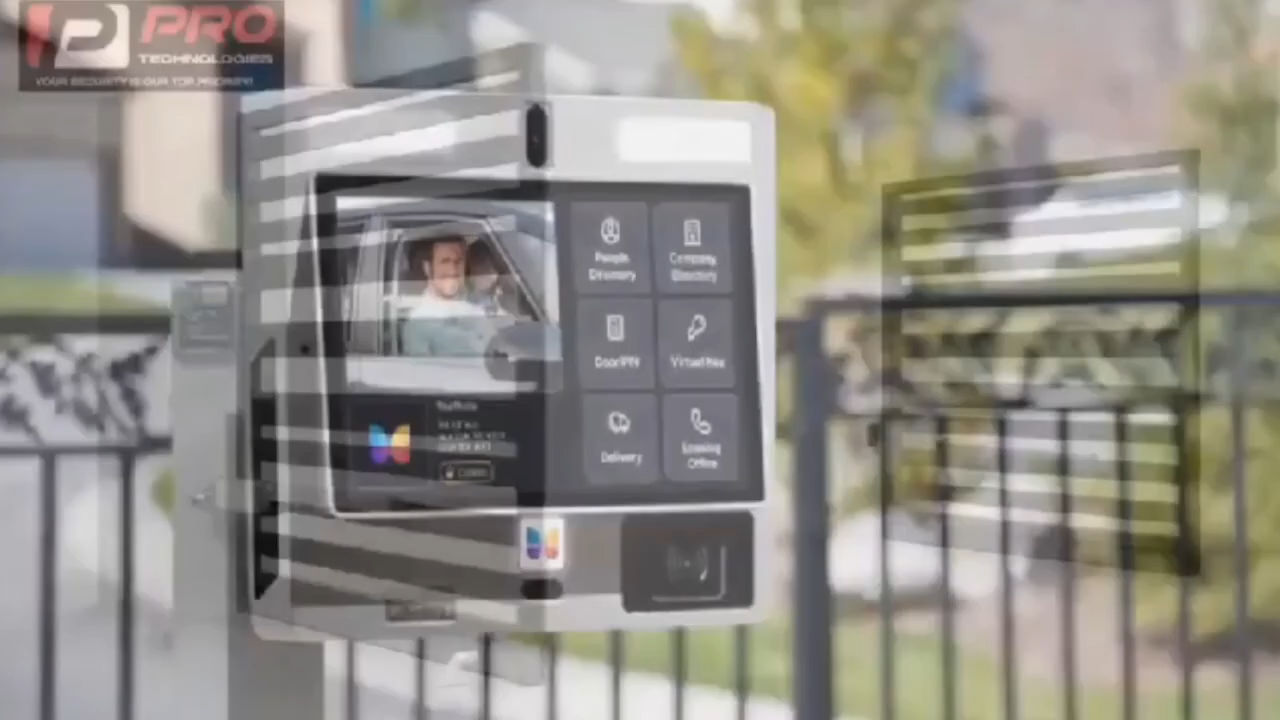 PRO
TECHNOLOGIES
YOUR SECURITY IS OUR TOP PRIORITY
People
Directory
Company
Directory
Door PIN
Virtual Key
Delivery
Leasing
Office